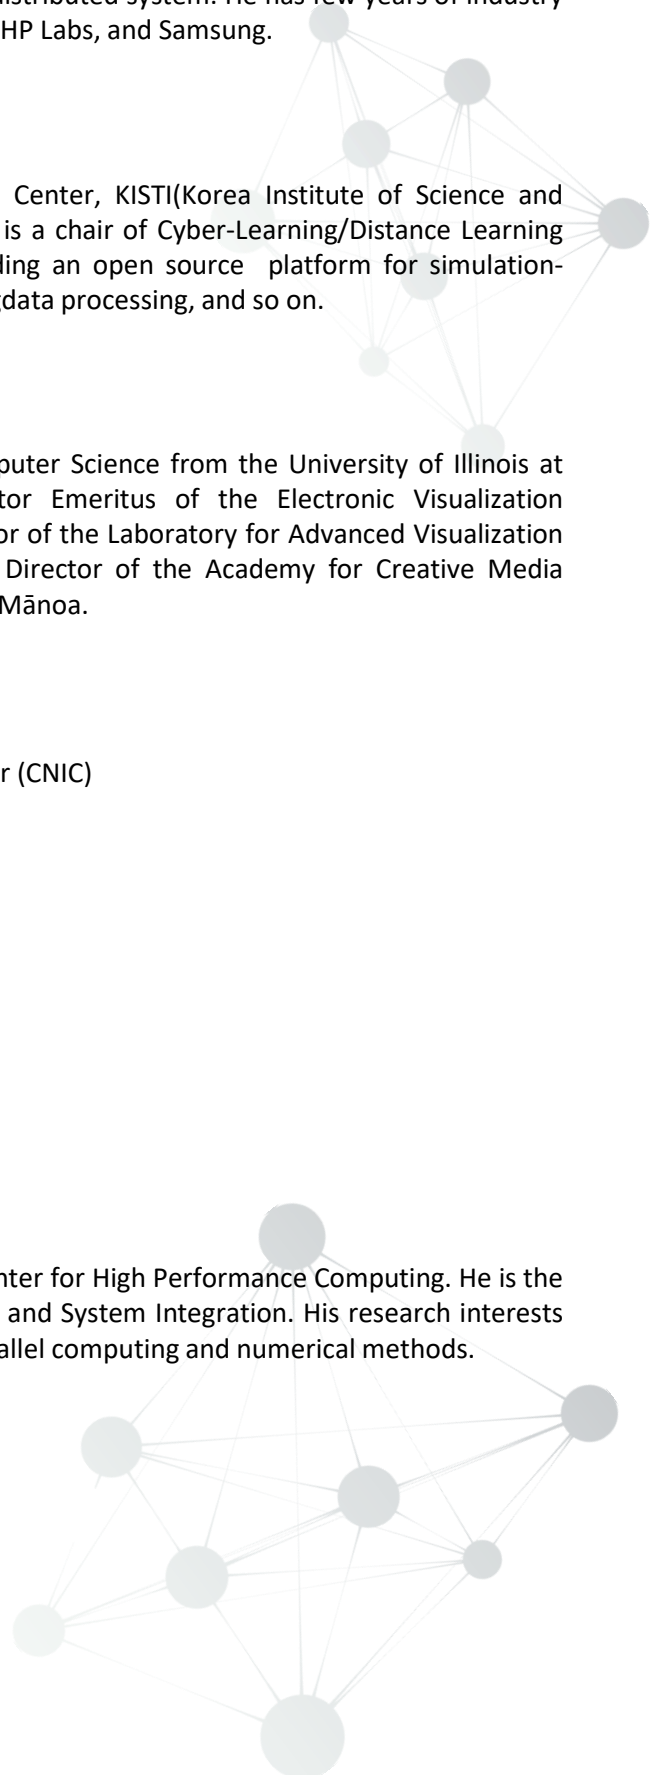 distributed system. He has few years of industry
HP Labs, and Samsung.
Center, KISTI(Korea Institute of Science and
is a chair of Cyber-Learning/Distance Learning
ding an open source platform for simulation-
gdata processing, and so on.
puter Science from the University of Illinois at
tor Emeritus of the Electronic Visualization
or of the Laboratory for Advanced Visualization
Director of the Academy for Creative Media
Mānoa.
r (CNIC)
nter for High Performance Computing. He is the
and System Integration. His research interests
allel computing and numerical methods.